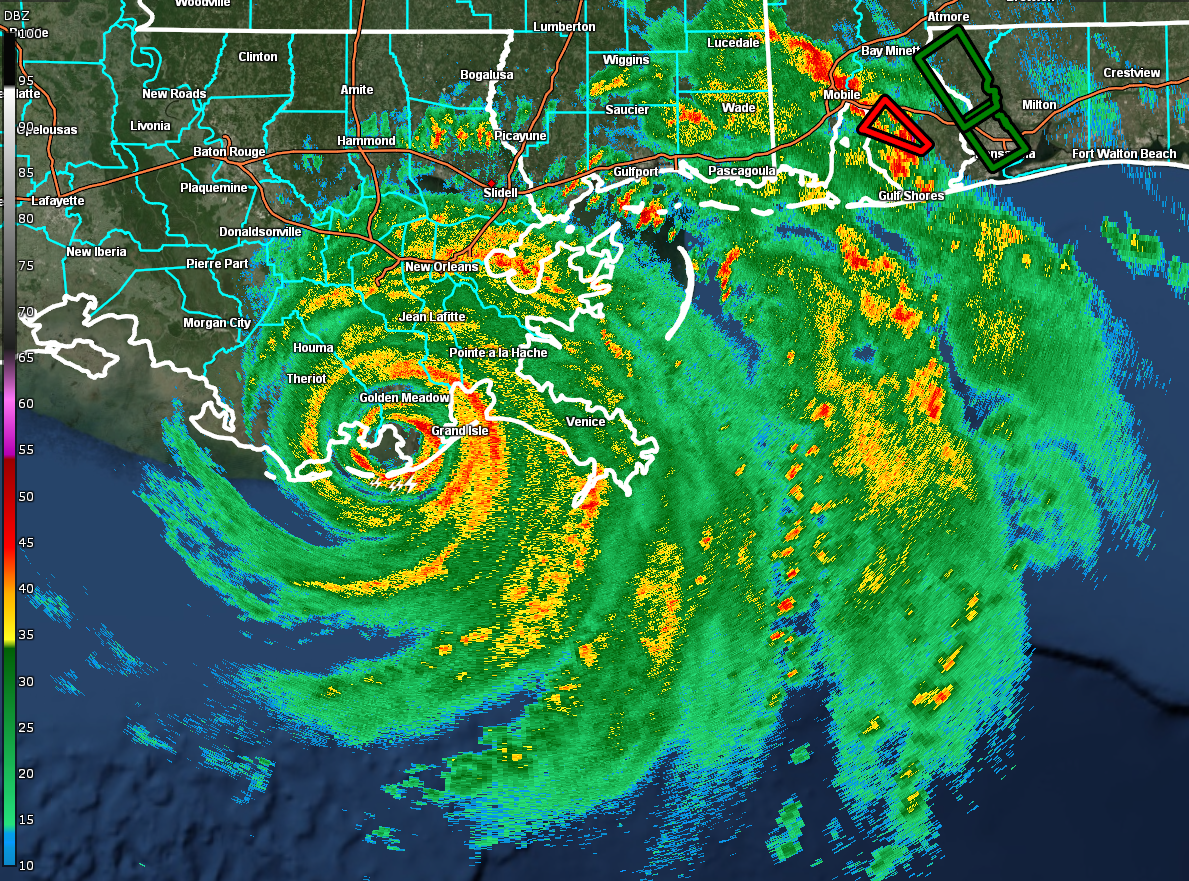 Woodville
DBZ
Atmore
Lumberton
100
Lucedale
Bay Minett
Clinton
Wiggins
Bogalusa
Crestview
95
New Roads
Amite
Mobile
Saucier
Wade
Milton
90
Livonia
Picayune
Hammond
Baton Rouge
Fort Walton Beach
85
Gulfport
Pascagoula
Plaquemine
Slidell
Gulf Shores
Lafayette
80
Donaldsonville
New Iberia
Pierre Part
New Orleans
75
70
Morgan City
Jean Lafitte
Houma
Pointe a la Hache
65
Theriot
Golden Meadow
60
Venice
Grand Isle
55
50
45
40
35
30
25
20
15
10